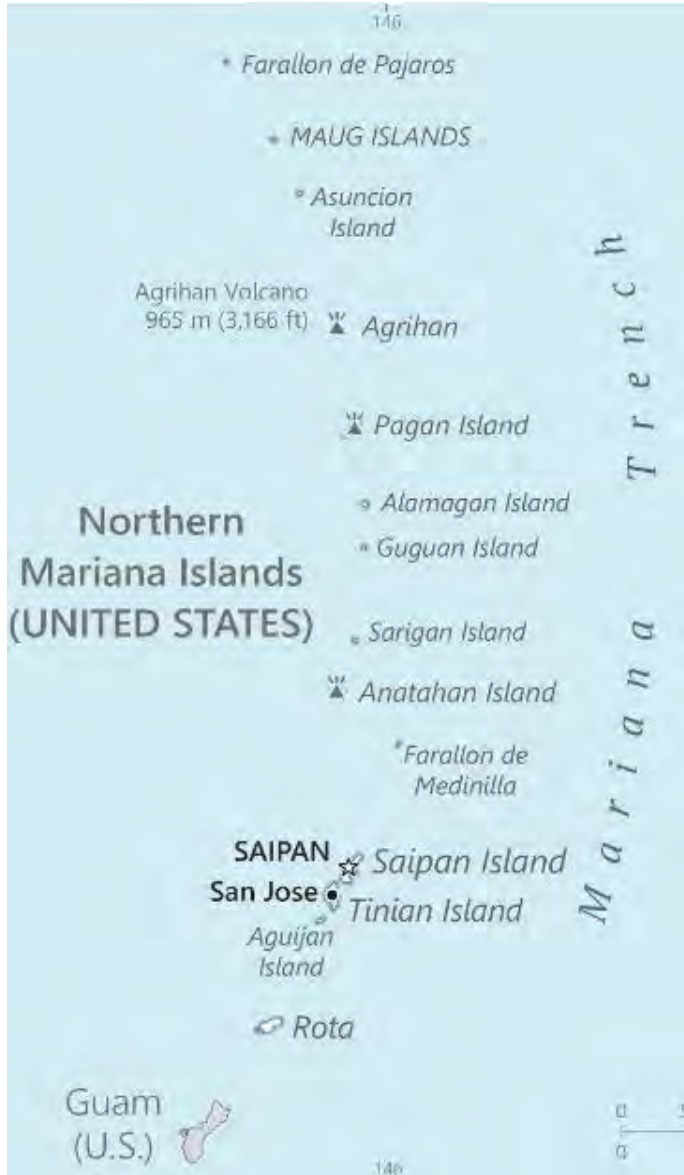 146
Farallon de Pajaros
MAUG ISLANDS
Asuncion
Island
Agrihan Volcano
965 m (3,166 ft)
Agrihan
Pagan Island
Alamagan Island
Guguan Island
Northern
Mariana Islands
(UNITED STATES)
Sarigan Island
Anatahan Island
Farallon de
Medinilla
Mariana Trench
SAIPAN
Saipan Island
San Jose
Tinian Island
Aguijan
Island
Rota
Guam
(U.S.)
0
0
146